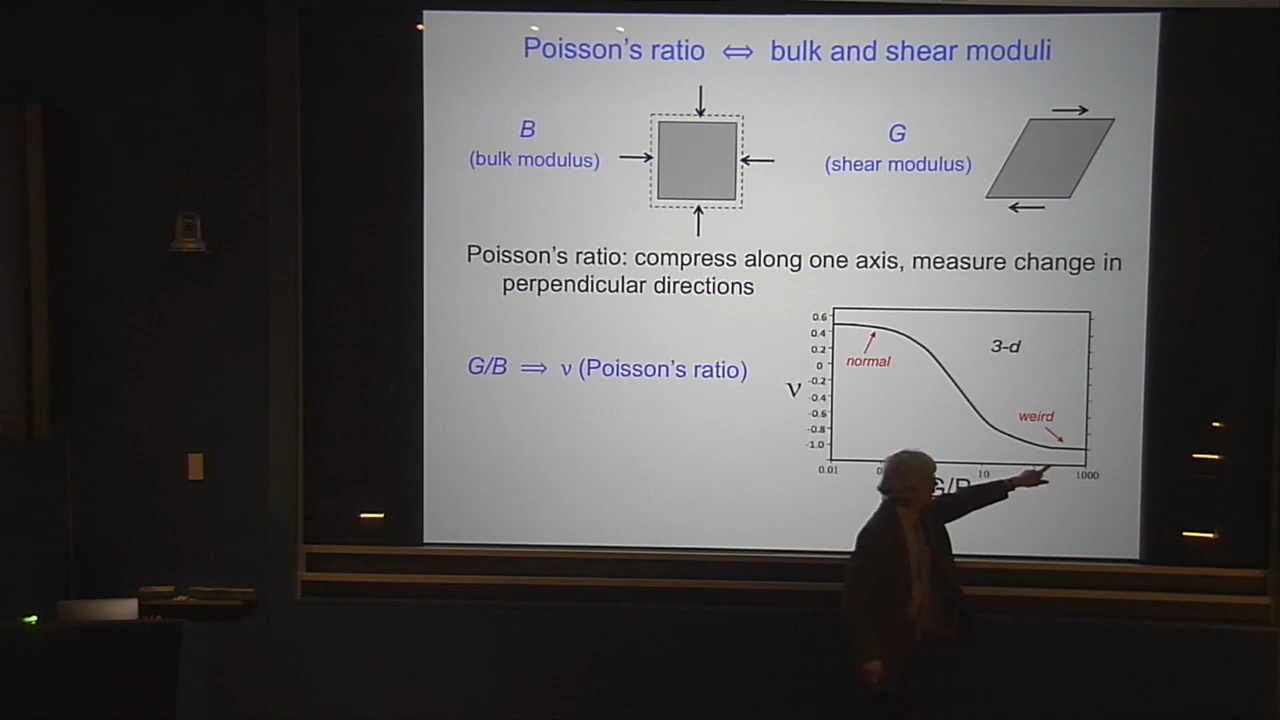 Poisson's ratio ⇔ bulk and shear moduli
B
(bulk modulus)
G
(shear modulus)
Poisson's ratio: compress along one axis, measure change in
perpendicular directions
G/B ⟹ ν (Poisson's ratio)
0.6
0.4
0.2
0
-0.2
-0.4
-0.6
-0.8
-1.0
ν
3-d
normal
weird
0.01
10
1000